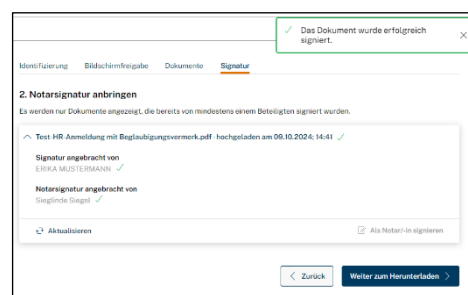 Das Dokument wurde erfolgreich
signiert.
Identifizierung Bildschirmfreigabe Dokumente Signatur
2. Notarsignatur anbringen
Es werden nur Dokumente angezeigt, die bereits von mindestens einem Beteiligten signiert wurden.
Test-HR-Anmeldung mit Beglaubigungsvermerk.pdf · hochgeladen am 09.10.2024; 14:41
Signatur angebracht von
ERIKA MUSTERMANN
Notarsignatur angebracht von
Sieglinde Siegel
Aktualisieren Als Notar/-in signieren
Zurück Weiter zum Herunterladen